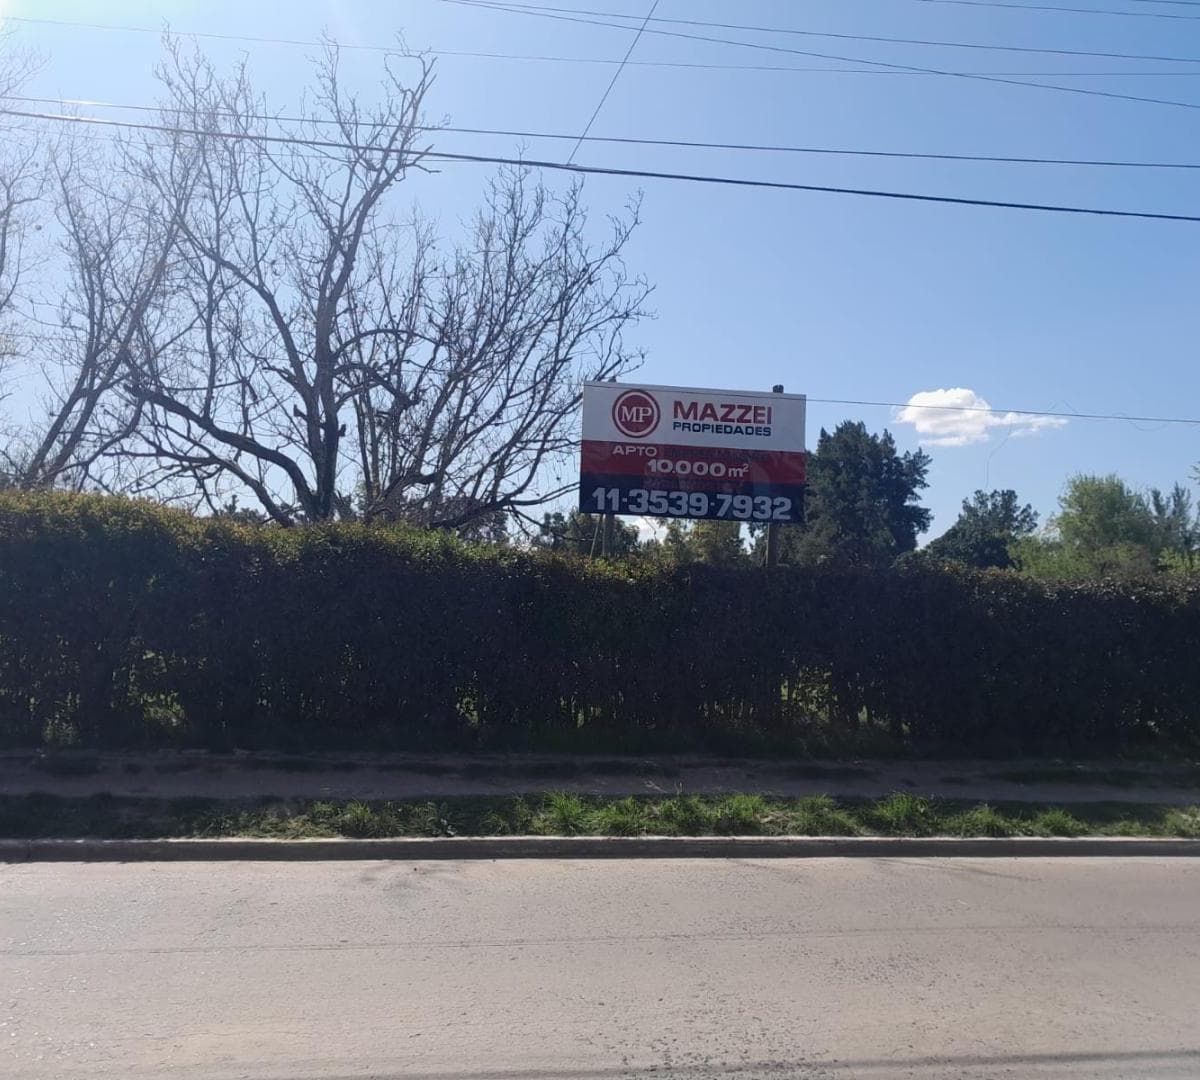 MP
MAZZEI
PROPIEDADES
APTO
10.000 m²
11-3539-7932